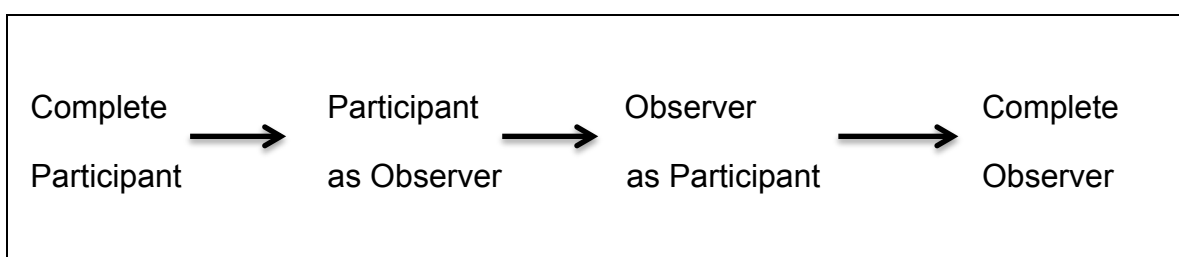 Complete
Participant
Participant
as Observer
Observer
as Participant
Complete
Observer